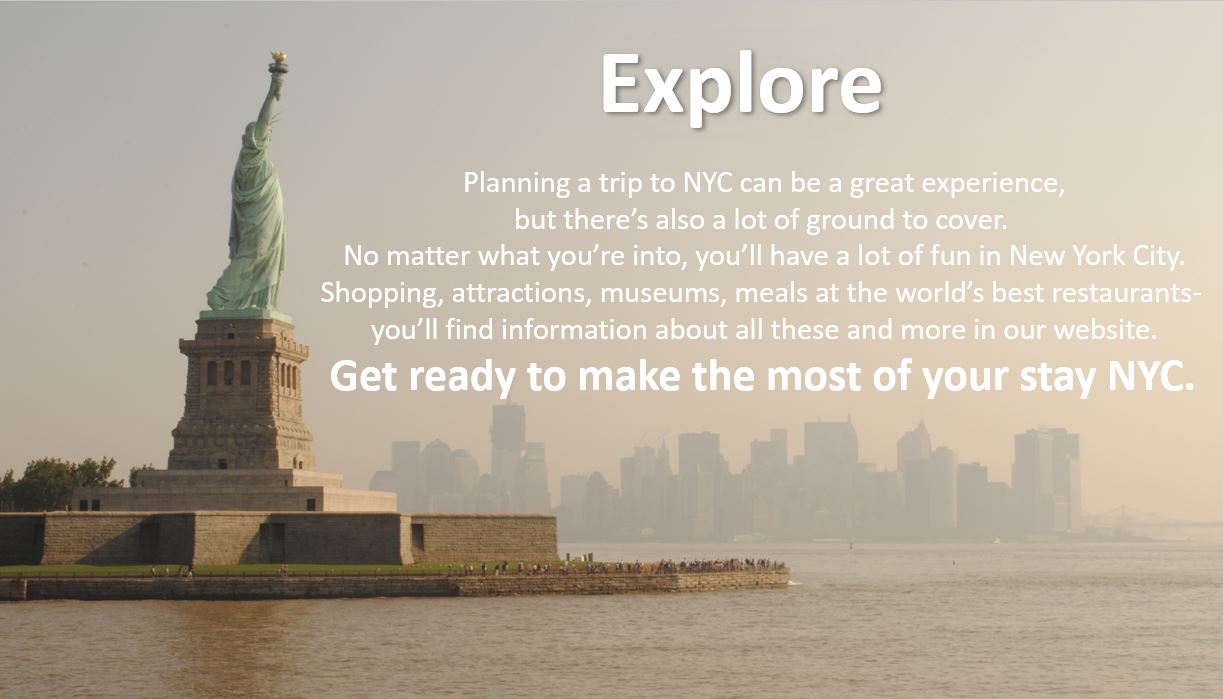 Explore
Planning a trip to NYC can be a great experience,
but there’s also a lot of ground to cover.
No matter what you’re into, you’ll have a lot of fun in New York City.
Shopping, attractions, museums, meals at the world’s best restaurants-
you’ll find information about all these and more in our website.
Get ready to make the most of your stay NYC.